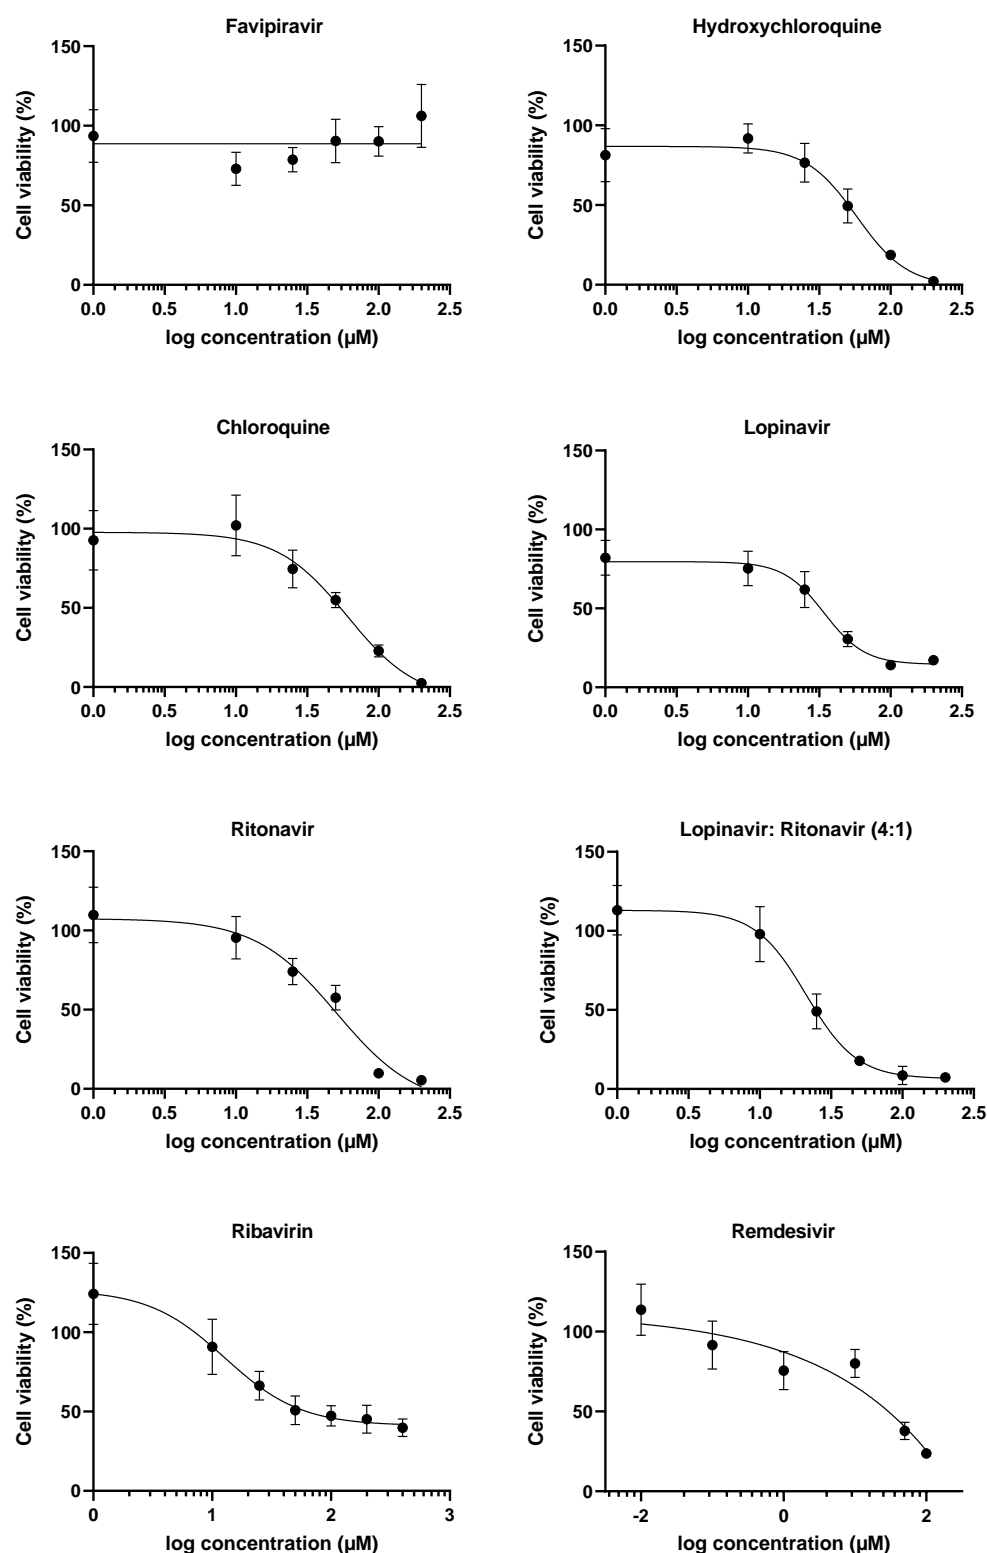 Favipiravir
Cell viability (%)
150
100
50
0
0.0 0.5 1.0 1.5 2.0 2.5
log concentration (µM)
Hydroxychloroquine
Cell viability (%)
150
100
50
0
0.0 0.5 1.0 1.5 2.0 2.5
log concentration (µM)
Chloroquine
Cell viability (%)
150
100
50
0
0.0 0.5 1.0 1.5 2.0 2.5
log concentration (µM)
Lopinavir
Cell viability (%)
150
100
50
0
0.0 0.5 1.0 1.5 2.0 2.5
log concentration (µM)
Ritonavir
Cell viability (%)
150
100
50
0
0.0 0.5 1.0 1.5 2.0 2.5
log concentration (µM)
Lopinavir: Ritonavir (4:1)
Cell viability (%)
150
100
50
0
0.0 0.5 1.0 1.5 2.0 2.5
log concentration (µM)
Ribavirin
Cell viability (%)
150
100
50
0
0 1 2 3
log concentration (µM)
Remdesivir
Cell viability (%)
150
100
50
0
-2 0 2
log concentration (µM)